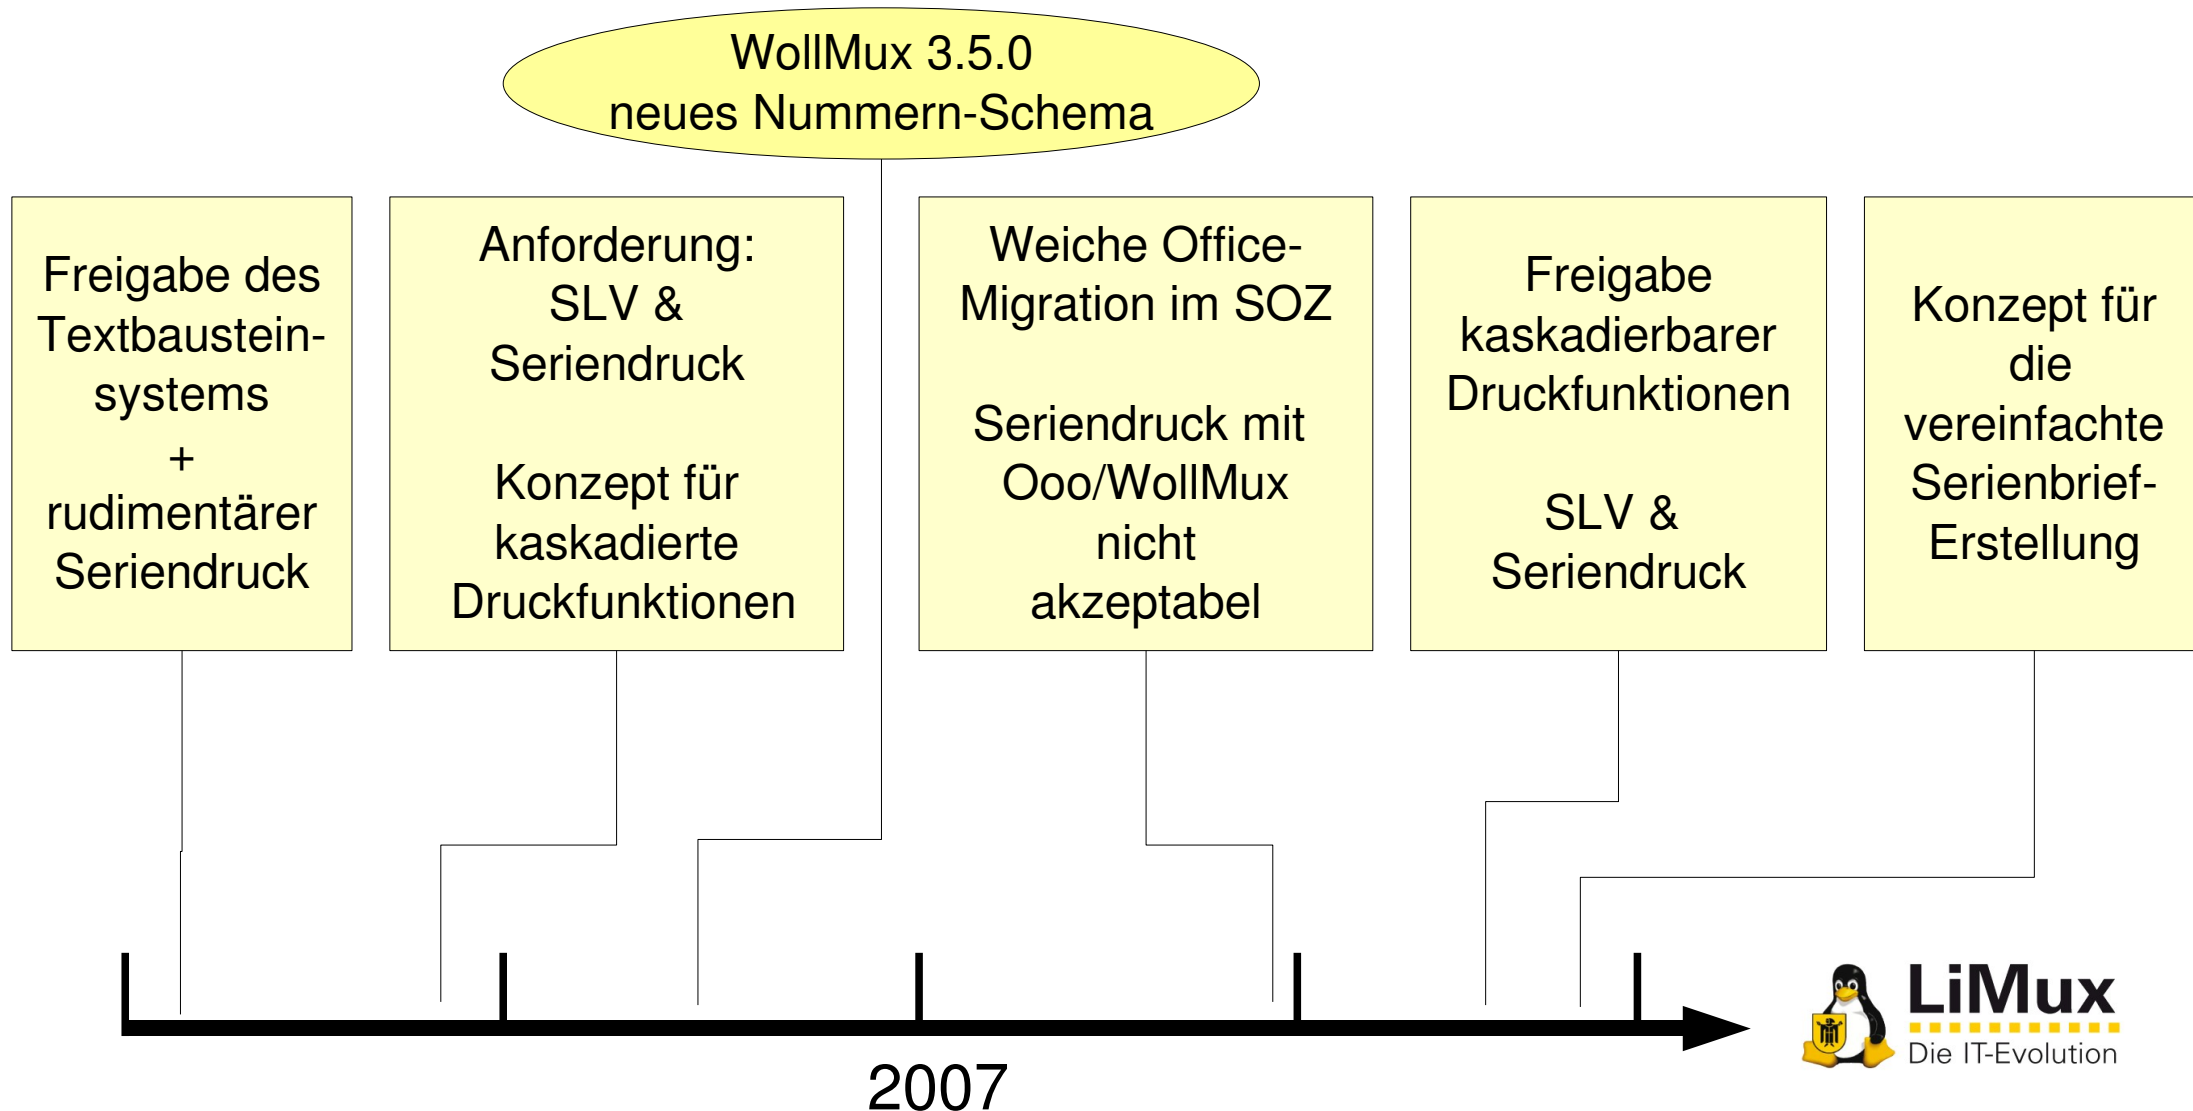 WollMux 3.5.0
neues Nummern-Schema
Freigabe des
Textbaustein-
systems
+
rudimentärer
Seriendruck
Anforderung:
SLV &
Seriendruck
Konzept für
kaskadierte
Druckfunktionen
Weiche Office-
Migration im SOZ
Seriendruck mit
Ooo/WollMux
nicht
akzeptabel
Freigabe
kaskadierbarer
Druckfunktionen
SLV &
Seriendruck
Konzept für
die
vereinfachte
Serienbrief-
Erstellung
2007
LiMux
Die IT-Evolution